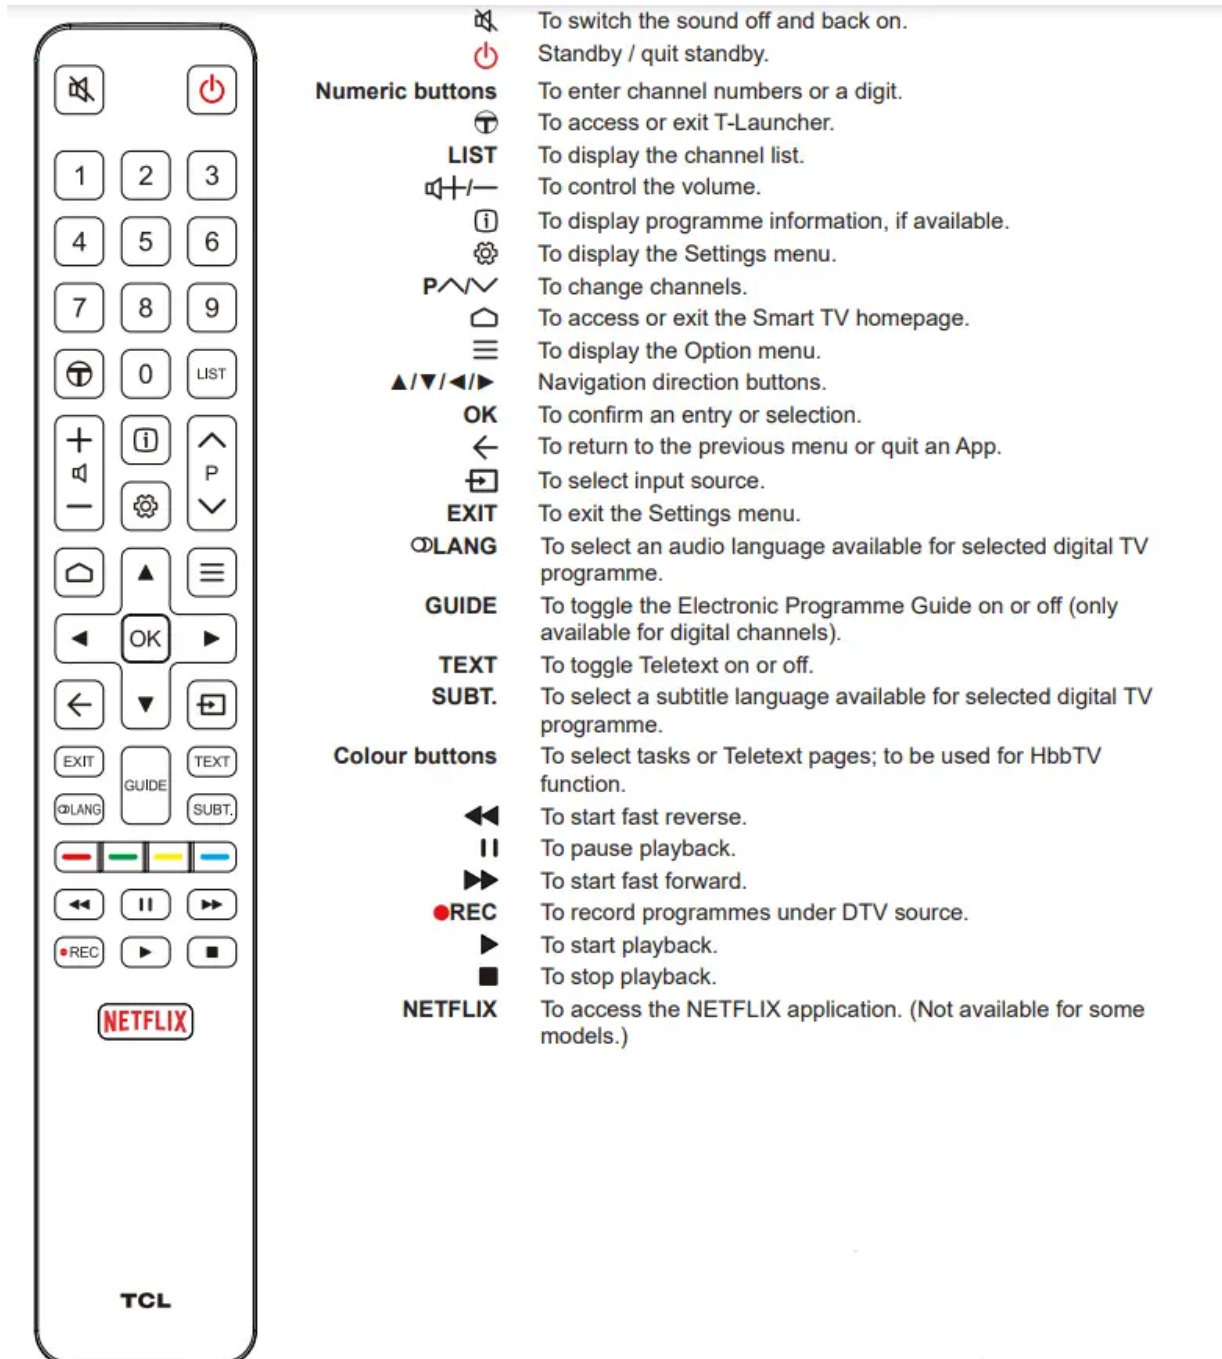 1 2 3
4 5 6
7 8 9
0 LIST
+ i
P
−
OK
EXIT GUIDE TEXT
LANG SUBT.
REC
NETFLIX
TCL
To switch the sound off and back on.
Standby / quit standby.
Numeric buttons To enter channel numbers or a digit.
To access or exit T-Launcher.
LIST To display the channel list.
+/− To control the volume.
i To display programme information, if available.
To display the Settings menu.
P / To change channels.
To access or exit the Smart TV homepage.
To display the Option menu.
▲/▼/◀/▶ Navigation direction buttons.
OK To confirm an entry or selection.
To return to the previous menu or quit an App.
To select input source.
EXIT To exit the Settings menu.
LANG To select an audio language available for selected digital TV
programme.
GUIDE To toggle the Electronic Programme Guide on or off (only
available for digital channels).
TEXT To toggle Teletext on or off.
SUBT. To select a subtitle language available for selected digital TV
programme.
Colour buttons To select tasks or Teletext pages; to be used for HbbTV
function.
To start fast reverse.
To pause playback.
To start fast forward.
●REC To record programmes under DTV source.
To start playback.
To stop playback.
NETFLIX To access the NETFLIX application. (Not available for some
models.)